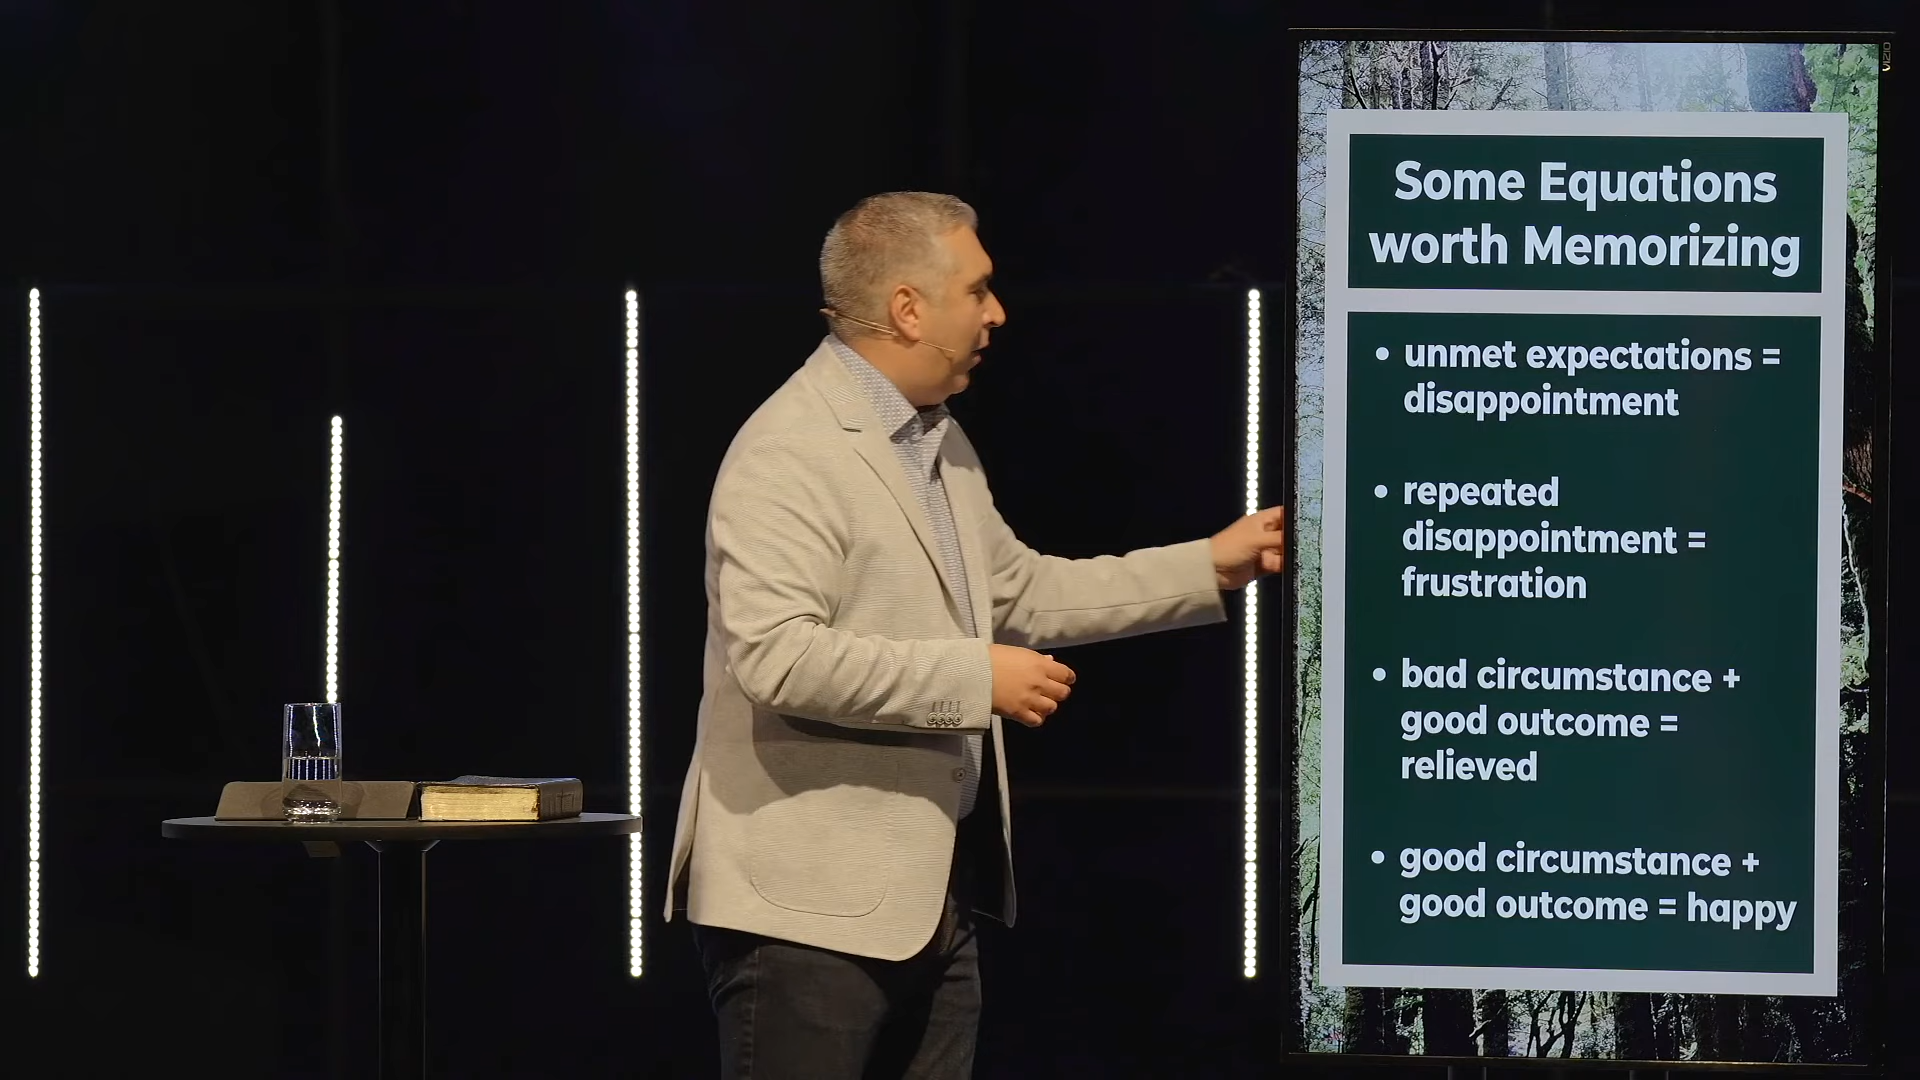 VIZIO
Some Equations
worth Memorizing
• unmet expectations =
disappointment
• repeated
disappointment =
frustration
• bad circumstance +
good outcome =
relieved
• good circumstance +
good outcome = happy